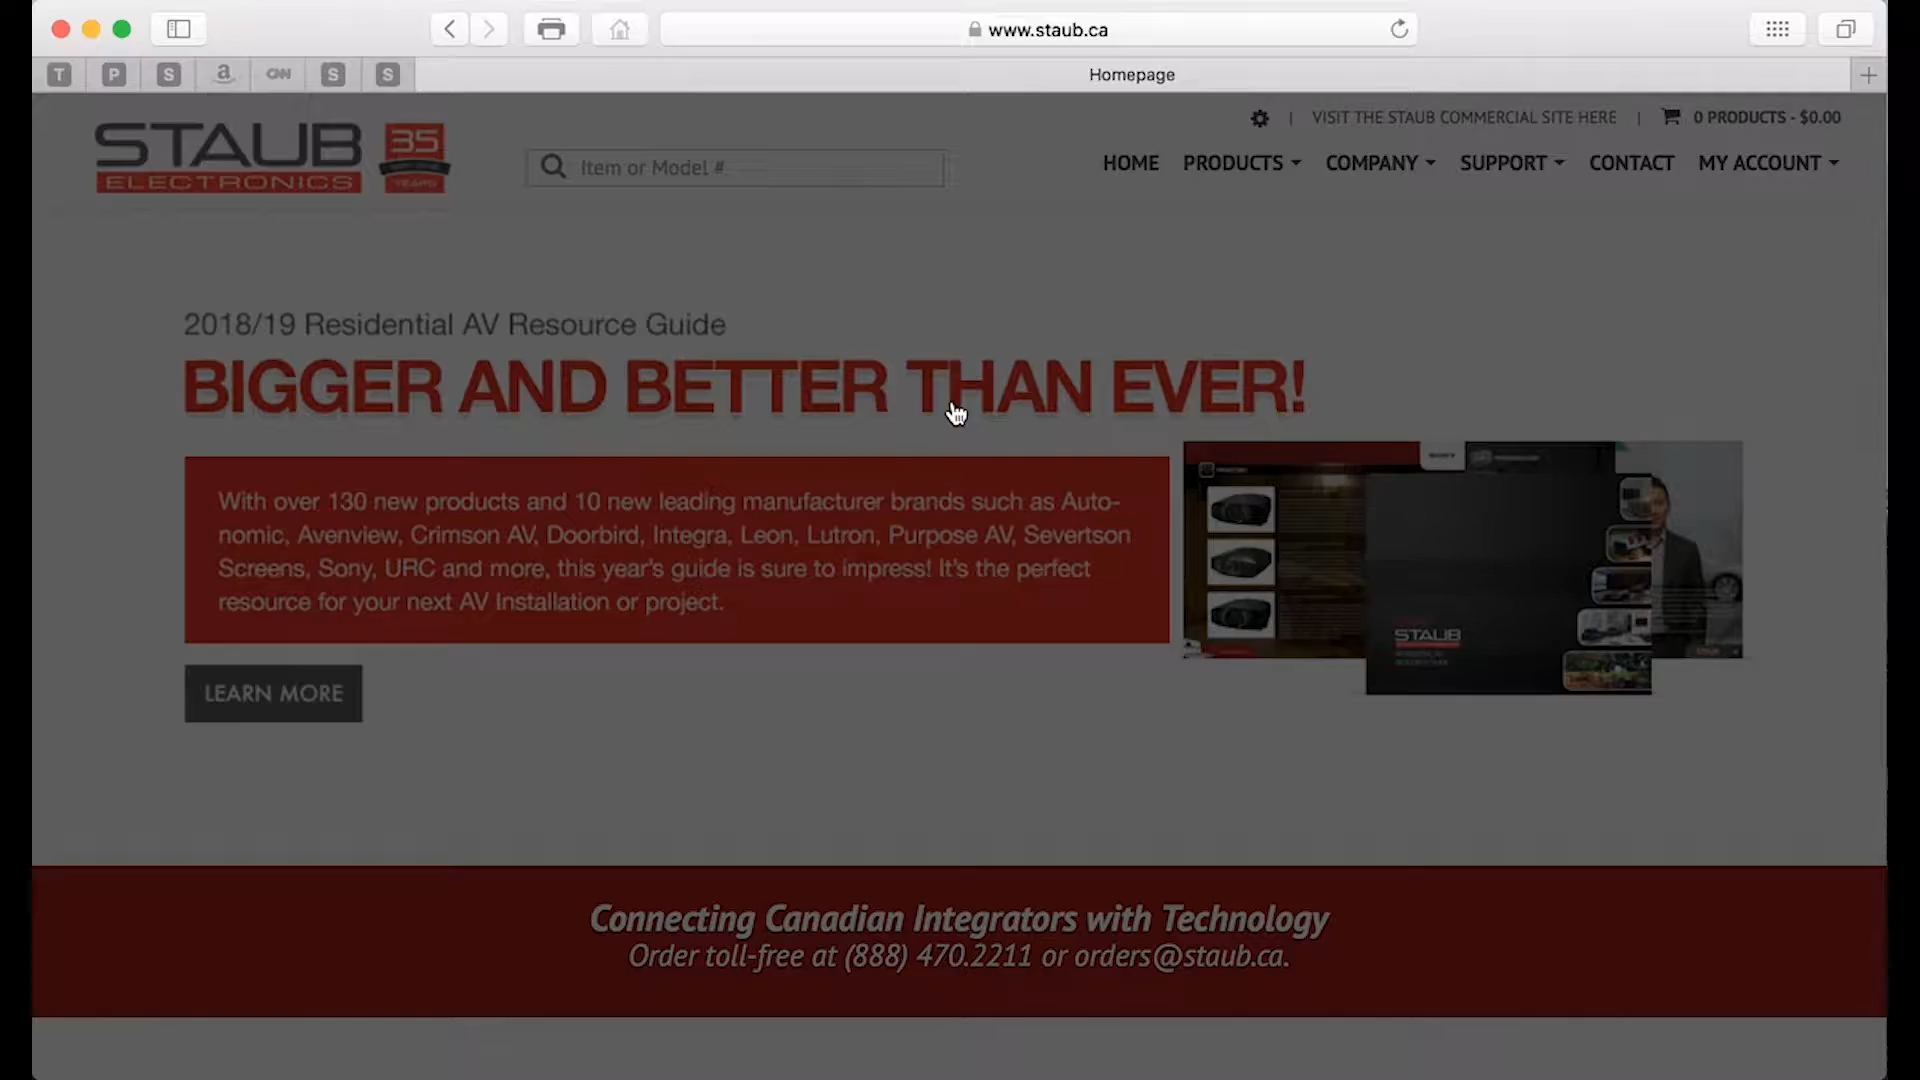 www.staub.ca
T P S a CNN S S Homepage
VISIT THE STAUB COMMERCIAL SITE HERE | 0 PRODUCTS - $0.00
STAUB
ELECTRONICS
35
YEARS
Item or Model #
HOME PRODUCTS COMPANY SUPPORT CONTACT MY ACCOUNT
2018/19 Residential AV Resource Guide
BIGGER AND BETTER THAN EVER!
With over 130 new products and 10 new leading manufacturer brands such as Auto-
nomic, Avenview, Crimson AV, Doorbird, Integra, Leon, Lutron, Purpose AV, Severtson
Screens, Sony, URC and more, this year's guide is sure to impress! It's the perfect
resource for your next AV Installation or project.
STAUB
LEARN MORE
Connecting Canadian Integrators with Technology
Order toll-free at (888) 470.2211 or orders@staub.ca.